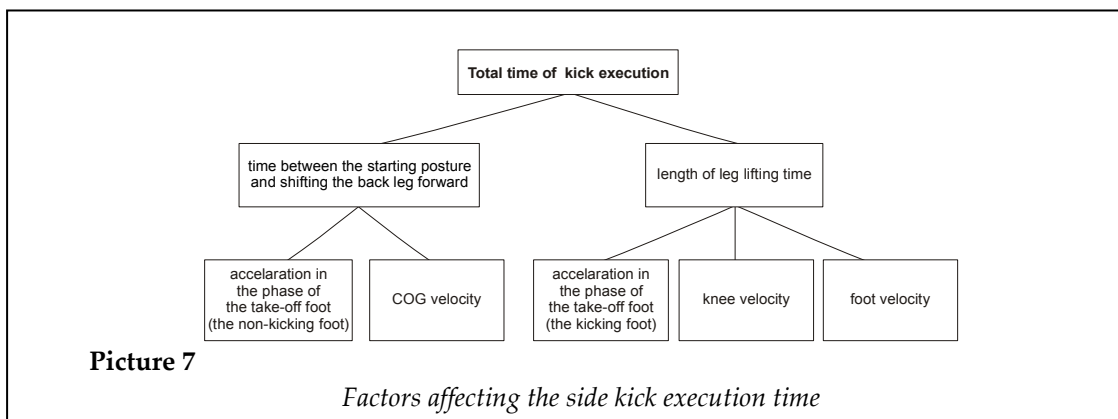 Total time of kick execution
time between the starting posture
and shifting the back leg forward
length of leg lifting time
accelaration in
the phase of
the take-off foot
(the non-kicking foot)
COG velocity
accelaration in
the phase of
the take-off foot
(the kicking foot)
knee velocity
foot velocity
Picture 7
Factors affecting the side kick execution time